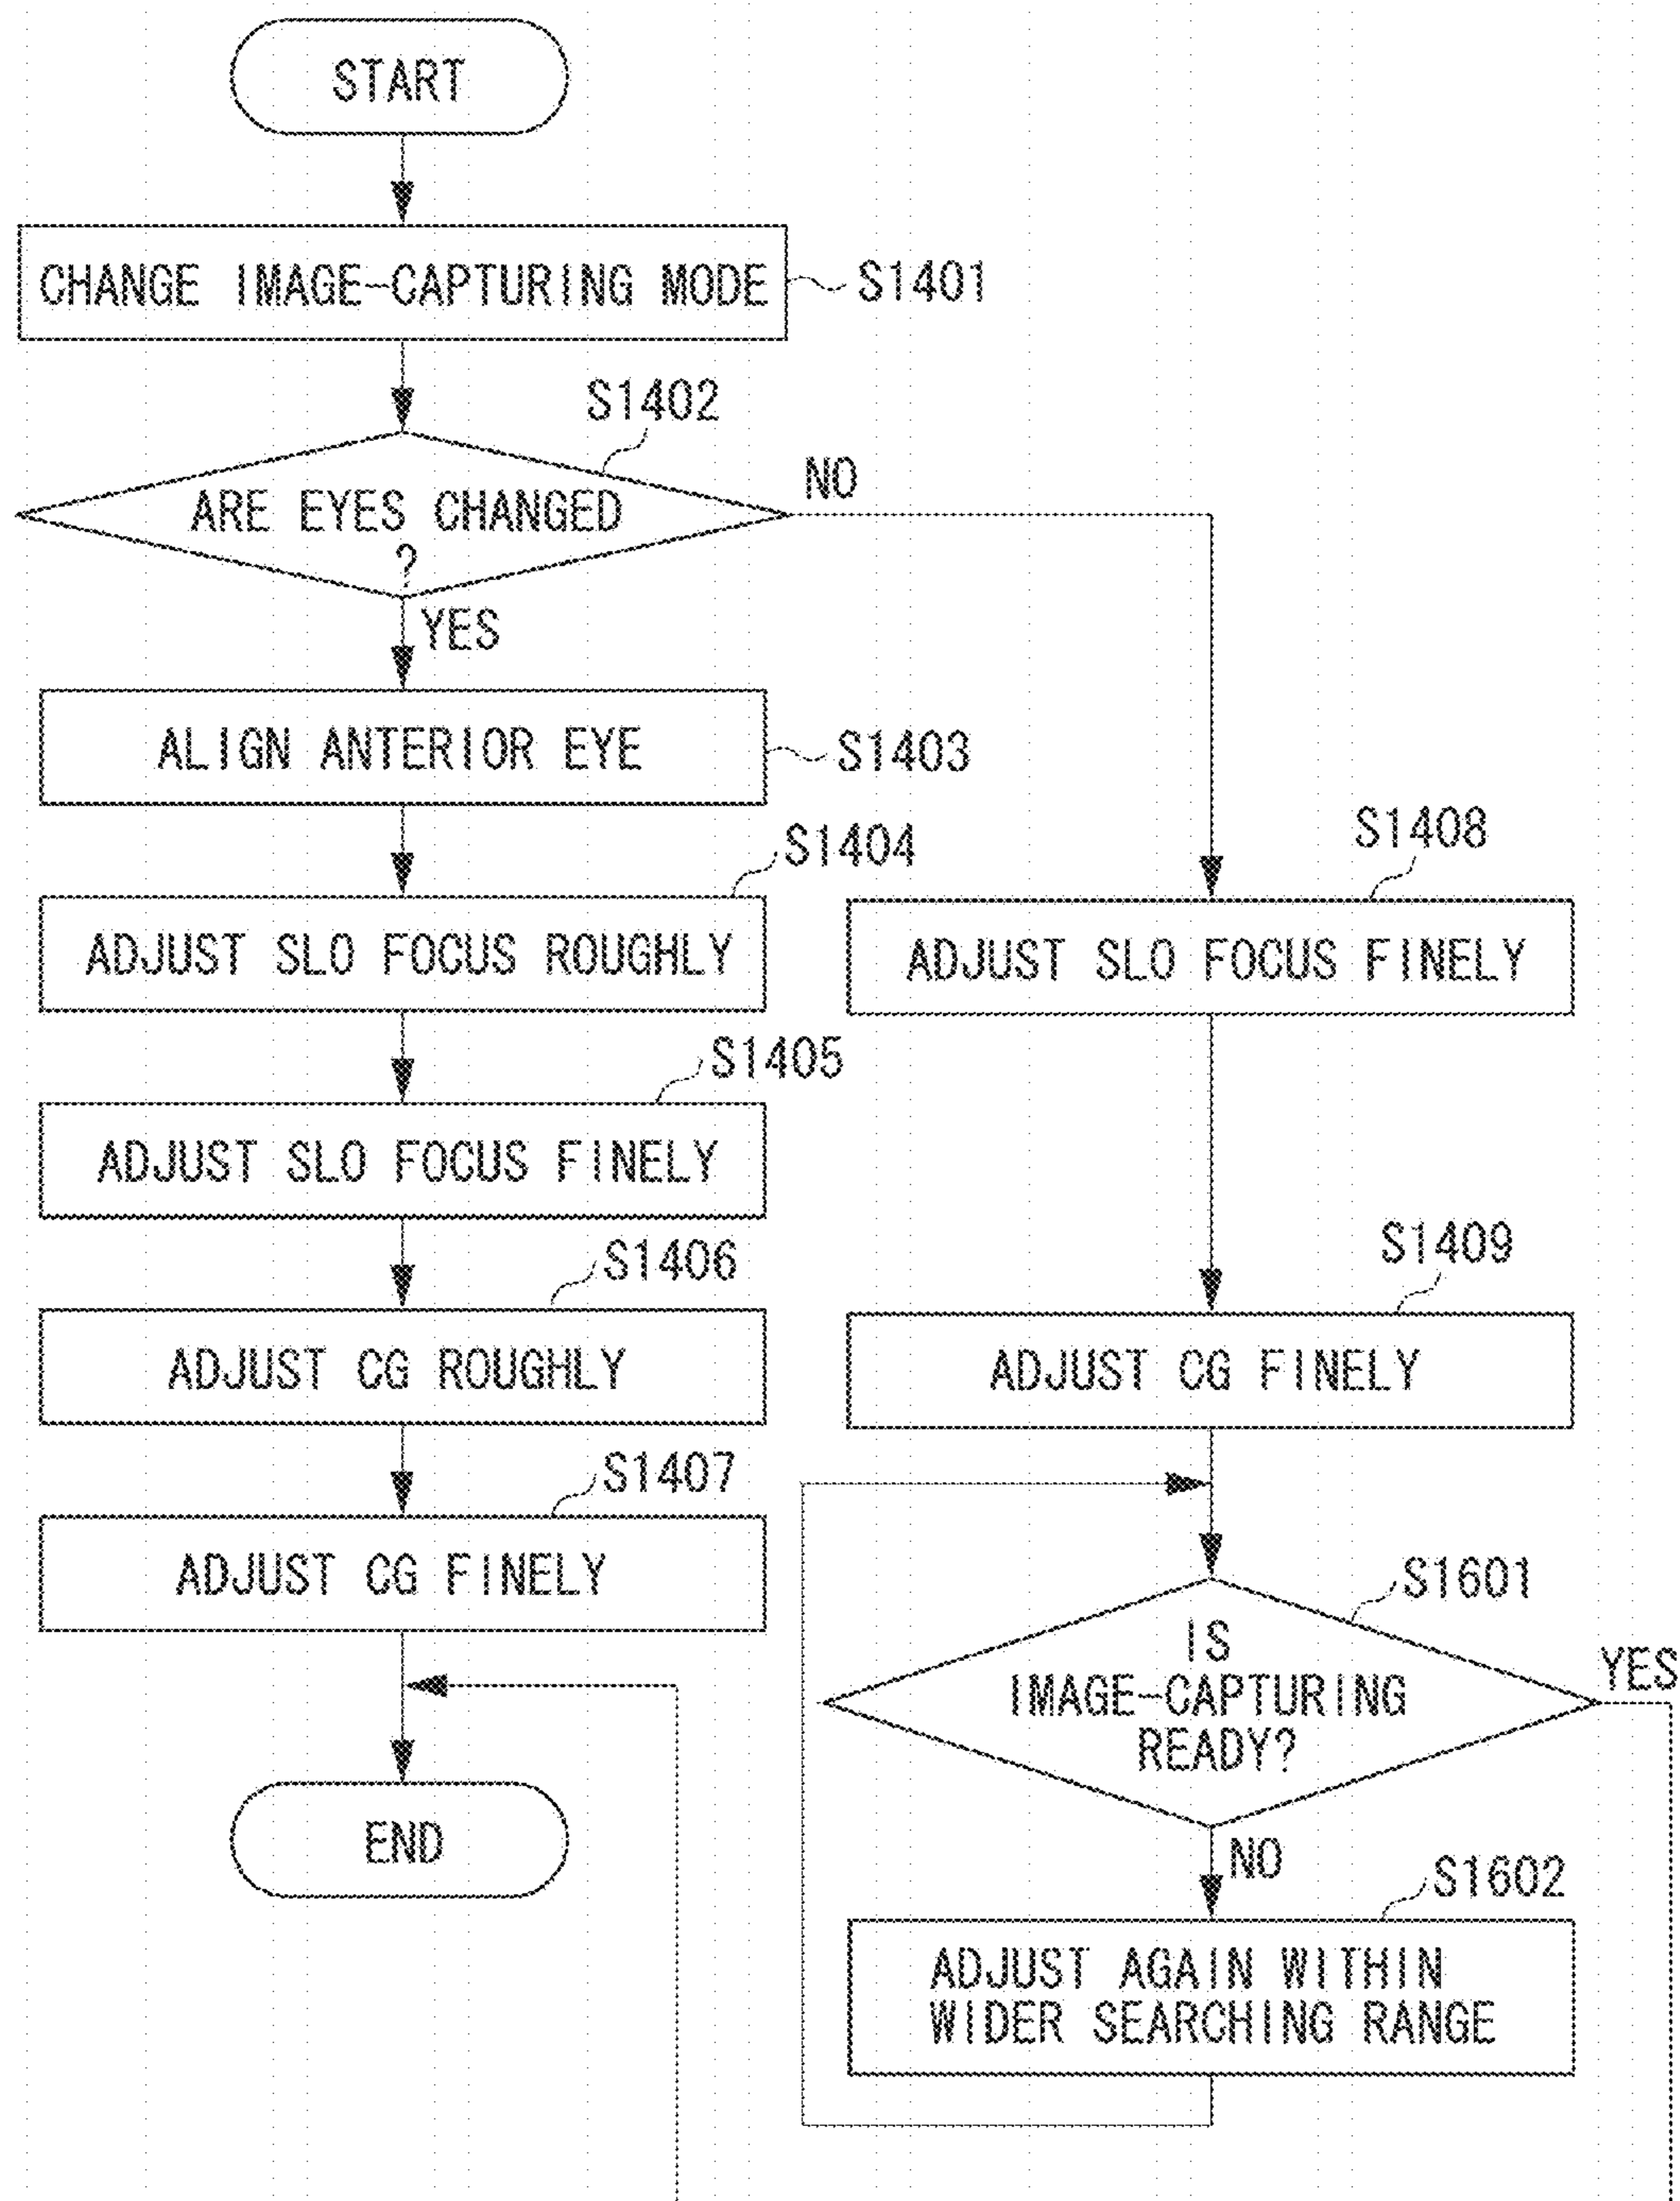 START
CHANGE IMAGE-CAPTURING MODE
S1401
S1402
ARE EYES CHANGED
?
NO
YES
ALIGN ANTERIOR EYE
S1403
S1404
ADJUST SLO FOCUS ROUGHLY
S1405
ADJUST SLO FOCUS FINELY
S1406
ADJUST CG ROUGHLY
S1407
ADJUST CG FINELY
END
S1408
ADJUST SLO FOCUS FINELY
S1409
ADJUST CG FINELY
S1601
IS
IMAGE-CAPTURING
READY?
YES
NO
S1602
ADJUST AGAIN WITHIN
WIDER SEARCHING RANGE